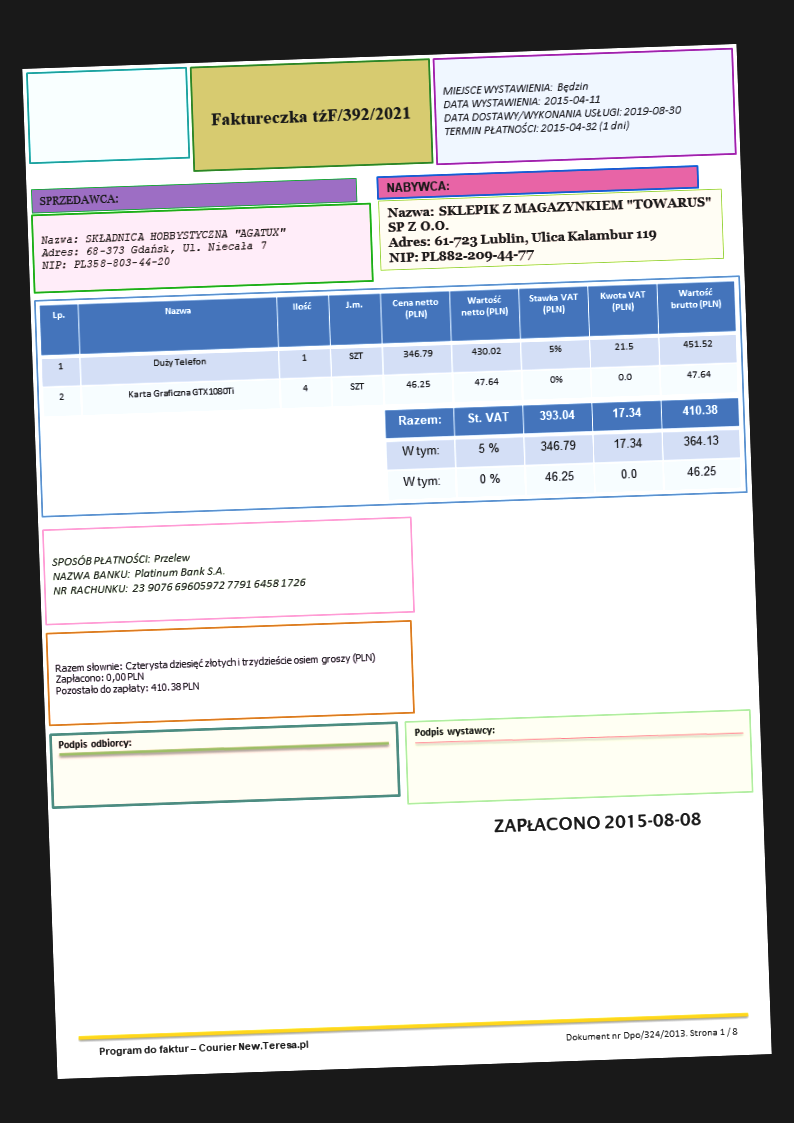 Faktureczka tźF/392/2021
MIEJSCE WYSTAWIENIA: Będzin
DATA WYSTAWIENIA: 2015-04-11
DATA DOSTAWY/WYKONANIA USŁUGI: 2019-08-30
TERMIN PŁATNOŚCI: 2015-04-32 (1 dni)
SPRZEDAWCA:
Nazwa: SKŁADNICA HOBBYSTYCZNA "AGATUX"
Adres: 68-373 Gdańsk, Ul. Niecała 7
NIP: PL358-803-44-20
NABYWCA:
Nazwa: SKLEPIK Z MAGAZYNKIEM "TOWARUS"
SP Z O.O.
Adres: 61-723 Lublin, Ulica Kalambur 119
NIP: PL882-209-44-77
Lp. Nazwa Ilość J.m. Cena netto (PLN) Wartość netto (PLN) Stawka VAT (PLN) Kwota VAT (PLN) Wartość brutto (PLN)
1 Duży Telefon 1 SZT 346.79 430.02 5% 21.5 451.52
2 Karta Graficzna GTX1080Ti 4 SZT 46.25 47.64 0% 0.0 47.64
Razem: St. VAT 393.04 17.34 410.38
W tym: 5 % 346.79 17.34 364.13
W tym: 0 % 46.25 0.0 46.25
SPOSÓB PŁATNOŚCI: Przelew
NAZWA BANKU: Platinum Bank S.A.
NR RACHUNKU: 23 9076 69605972 7791 6458 1726
Razem słownie: Czterysta dziesięć złotych i trzydzieście osiem groszy (PLN)
Zapłacono: 0,00 PLN
Pozostało do zapłaty: 410.38 PLN
Podpis odbiorcy:
Podpis wystawcy:
ZAPŁACONO 2015-08-08
Program do faktur – Courier New.Teresa.pl
Dokument nr Dpo/324/2013. Strona 1 / 8